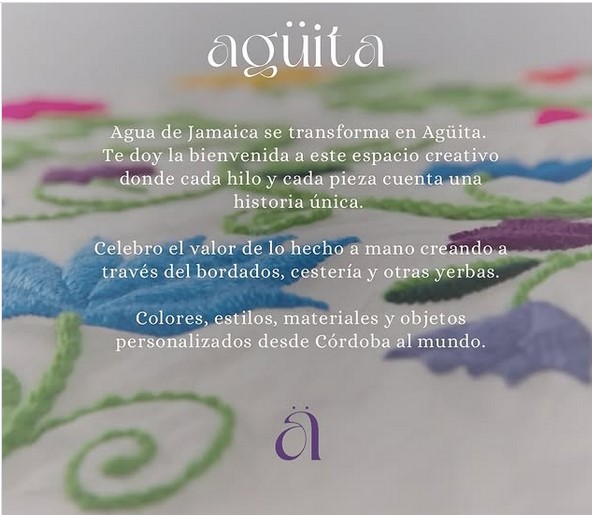 agüita
Agua de Jamaica se transforma en Agüita.
Te doy la bienvenida a este espacio creativo
donde cada hilo y cada pieza cuenta una
historia única.
Celebro el valor de lo hecho a mano creando a
través del bordados, cestería y otras yerbas.
Colores, estilos, materiales y objetos
personalizados desde Córdoba al mundo.
ä